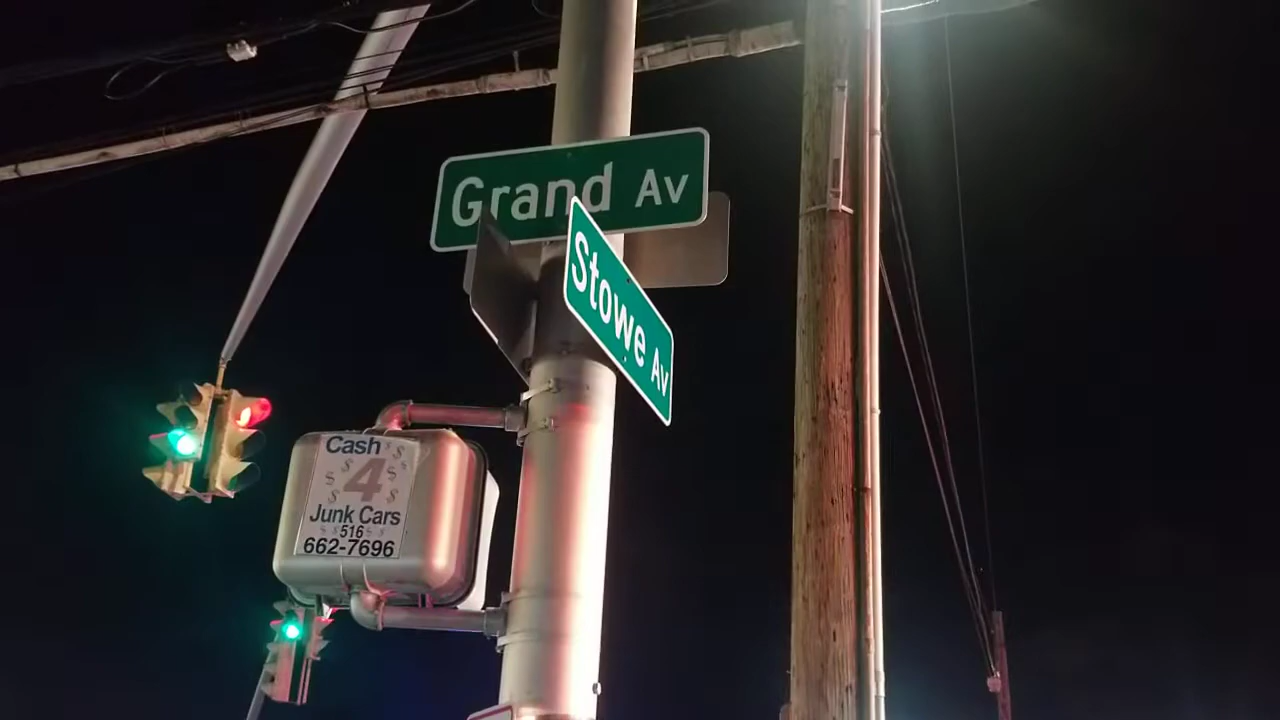 Grand Av
Stowe Av
Cash
$ $
$ 4 $
$ $
Junk Cars
$ $ 516 $ $
662-7696